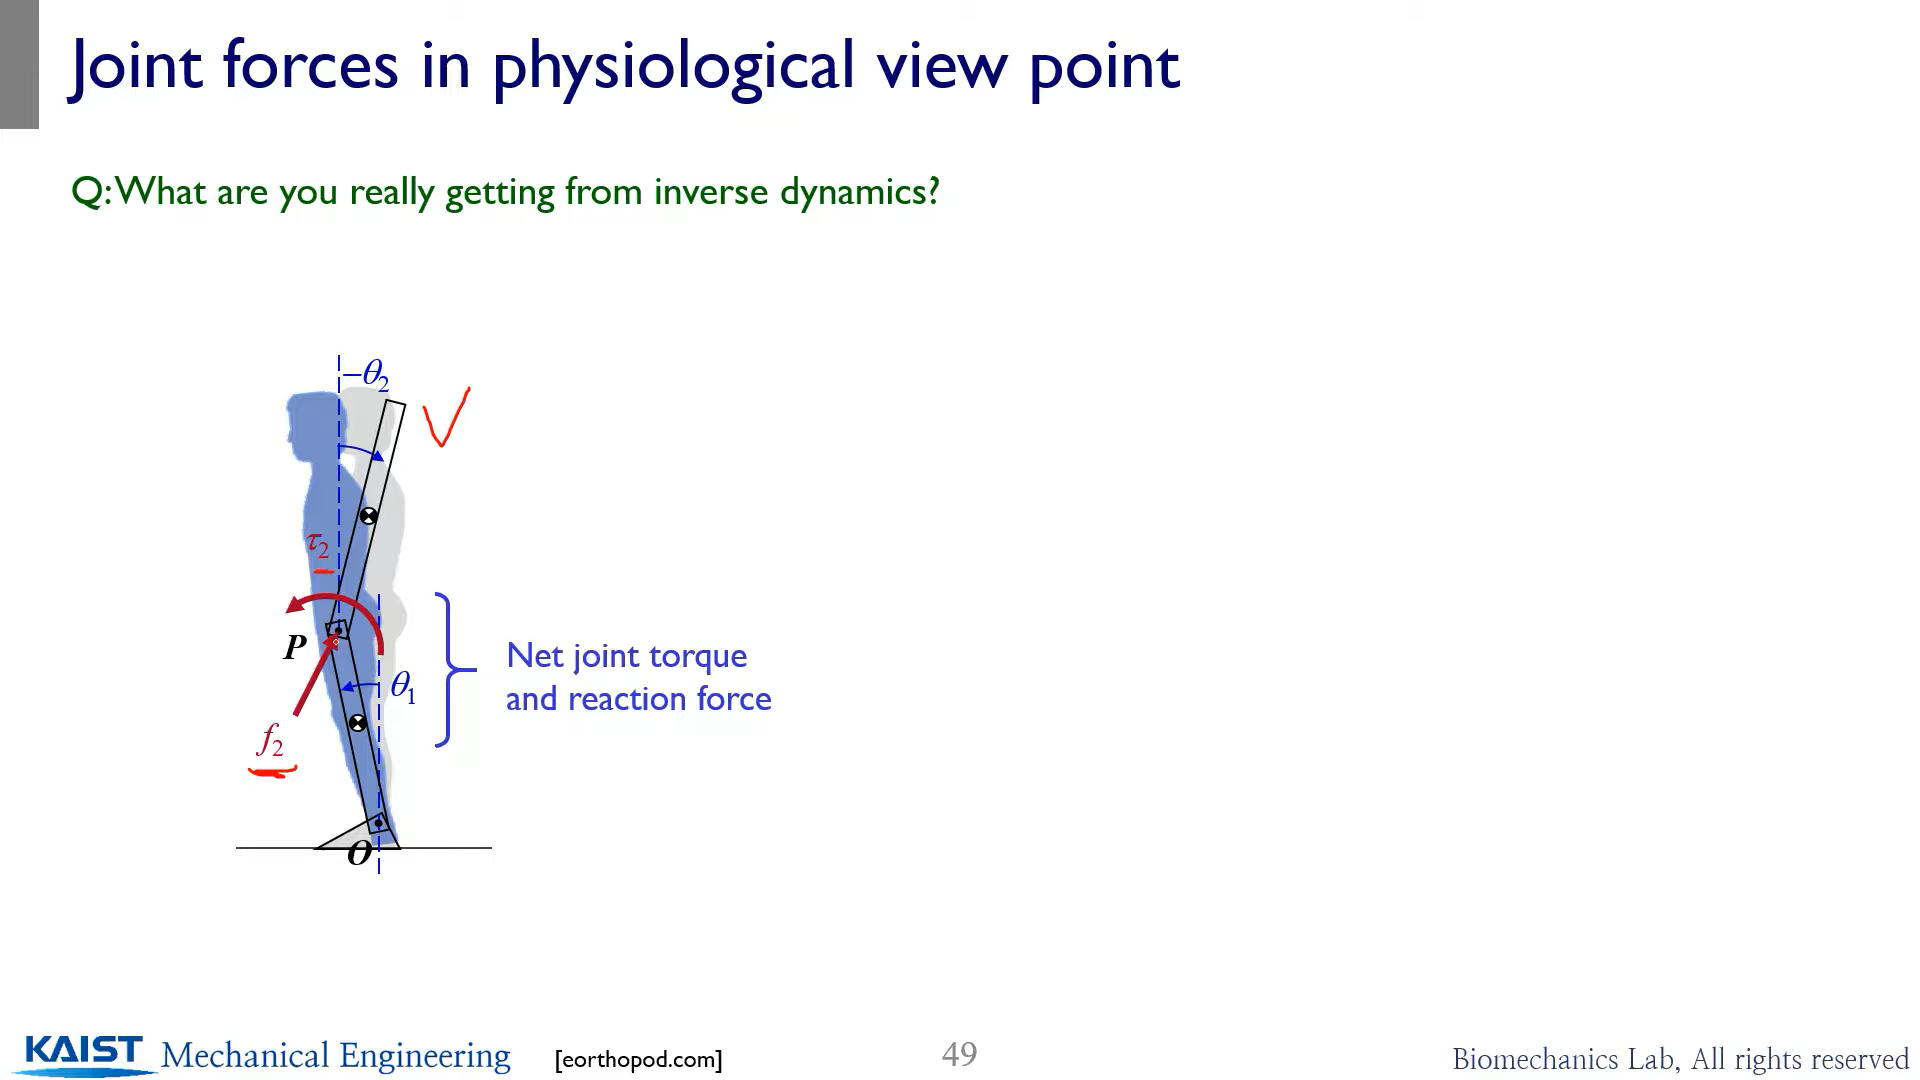 Joint forces in physiological view point
Q: What are you really getting from inverse dynamics?
−θ2
τ2
P
θ1
f2
O
Net joint torque
and reaction force
KAIST Mechanical Engineering
[eorthopod.com]
49
Biomechanics Lab, All rights reserved